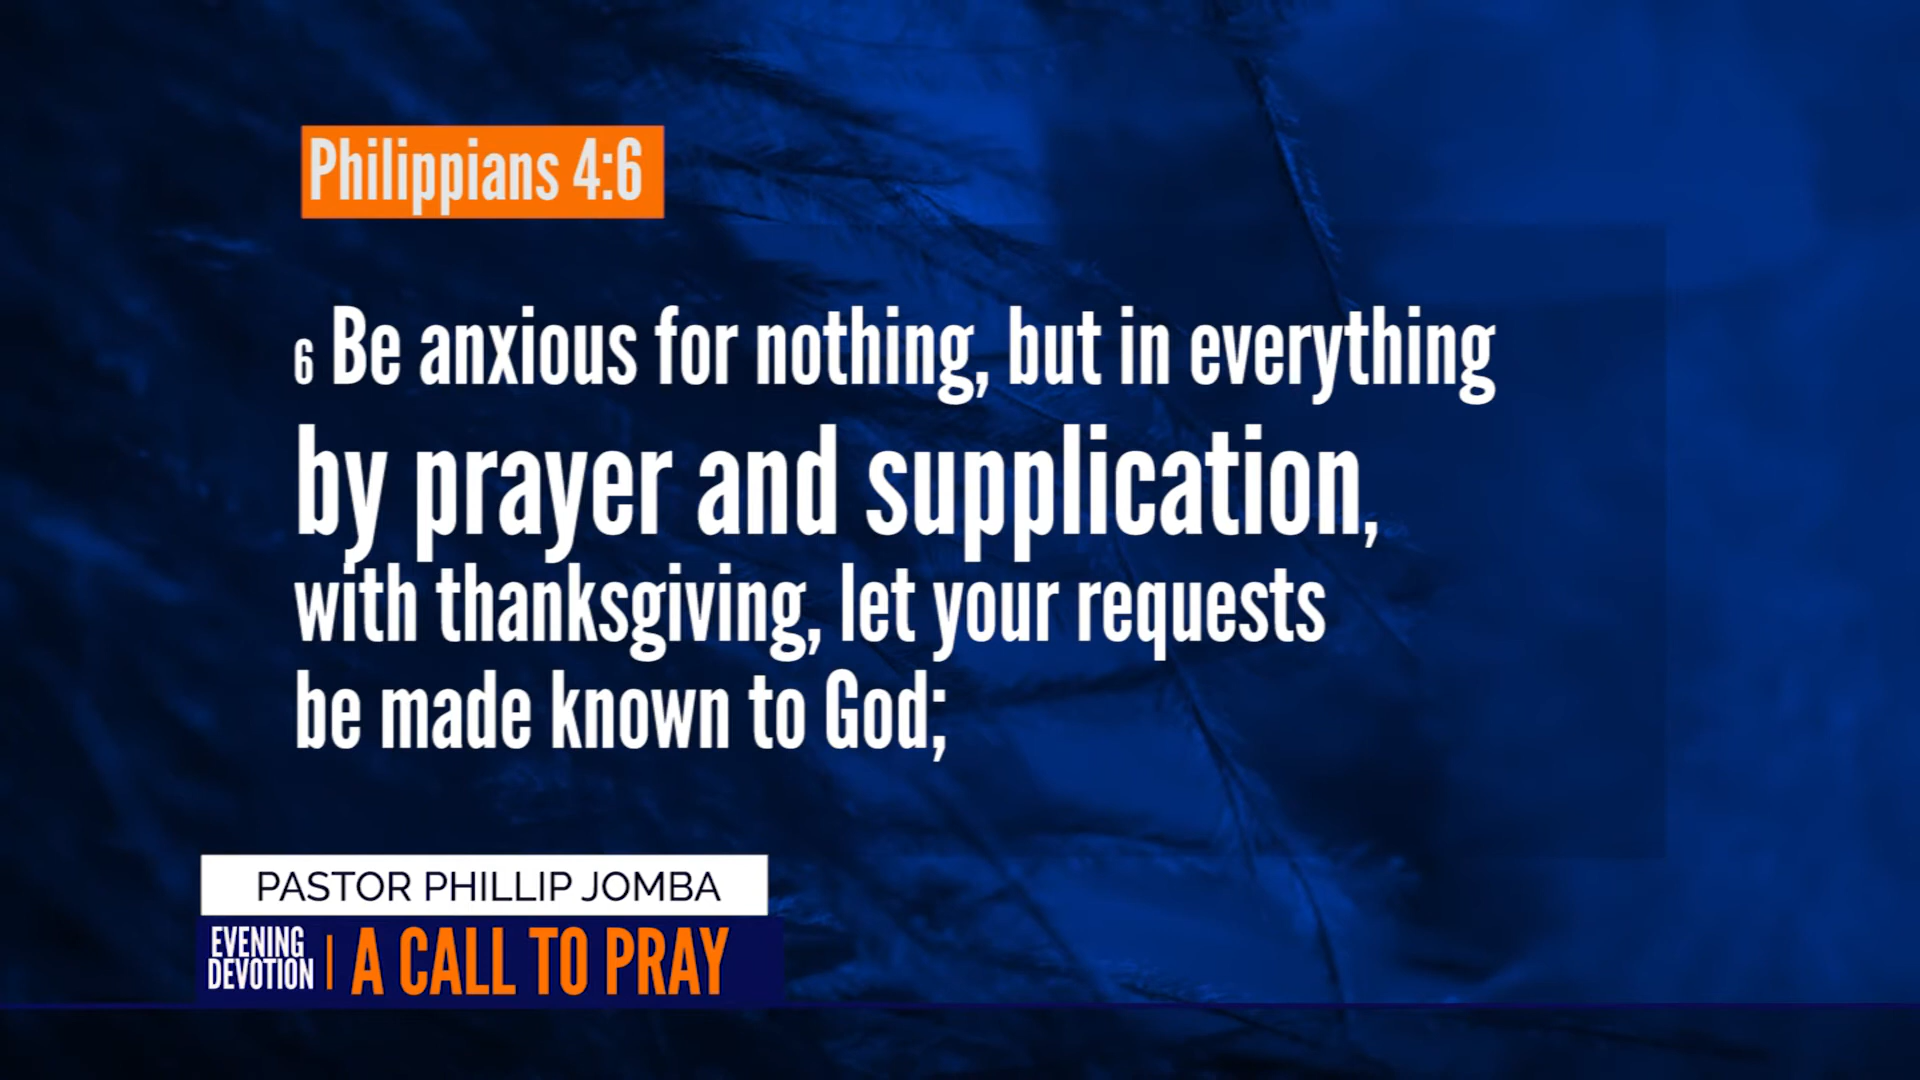 Philippians 4:6
6 Be anxious for nothing, but in everything
by prayer and supplication,
with thanksgiving, let your requests
be made known to God;
PASTOR PHILLIP JOMBA
EVENING
DEVOTION
A CALL TO PRAY